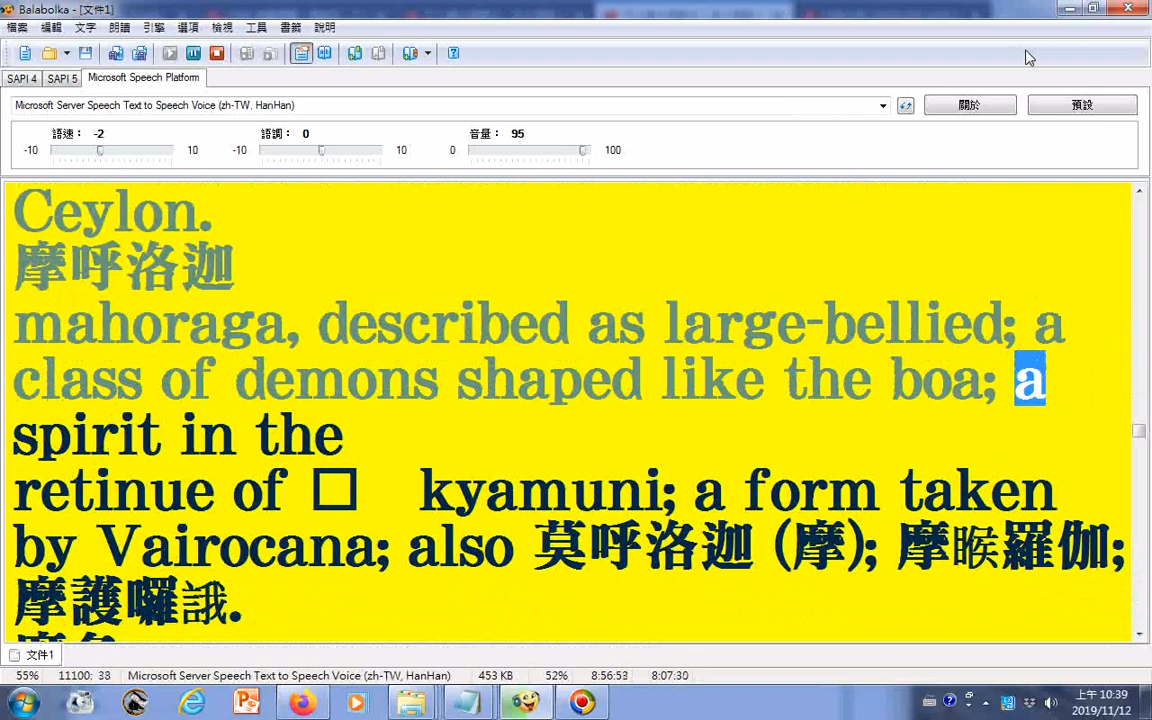 Balabolka - [文件1]
檔案 編輯 文字 朗讀 引擎 選項 檢視 工具 書籤 說明
SAPI 4 SAPI 5 Microsoft Speech Platform
Microsoft Server Speech Text to Speech Voice (zh-TW, HanHan) 關於 預設
語速： -2 語調： 0 音量： 95
-10 10 -10 10 0 100
Ceylon.
摩呼洛迦
mahoraga, described as large-bellied; a
class of demons shaped like the boa; a
spirit in the
retinue of □ kyamuni; a form taken
by Vairocana; also 莫呼洛迦 (摩); 摩睺羅伽;
摩護囉誐.
文件1
55% 11100: 33 Microsoft Server Speech Text to Speech Voice (zh-TW, HanHan) 453 KB 52% 8:56:53 8:07:30
上午 10:39
2019/11/12